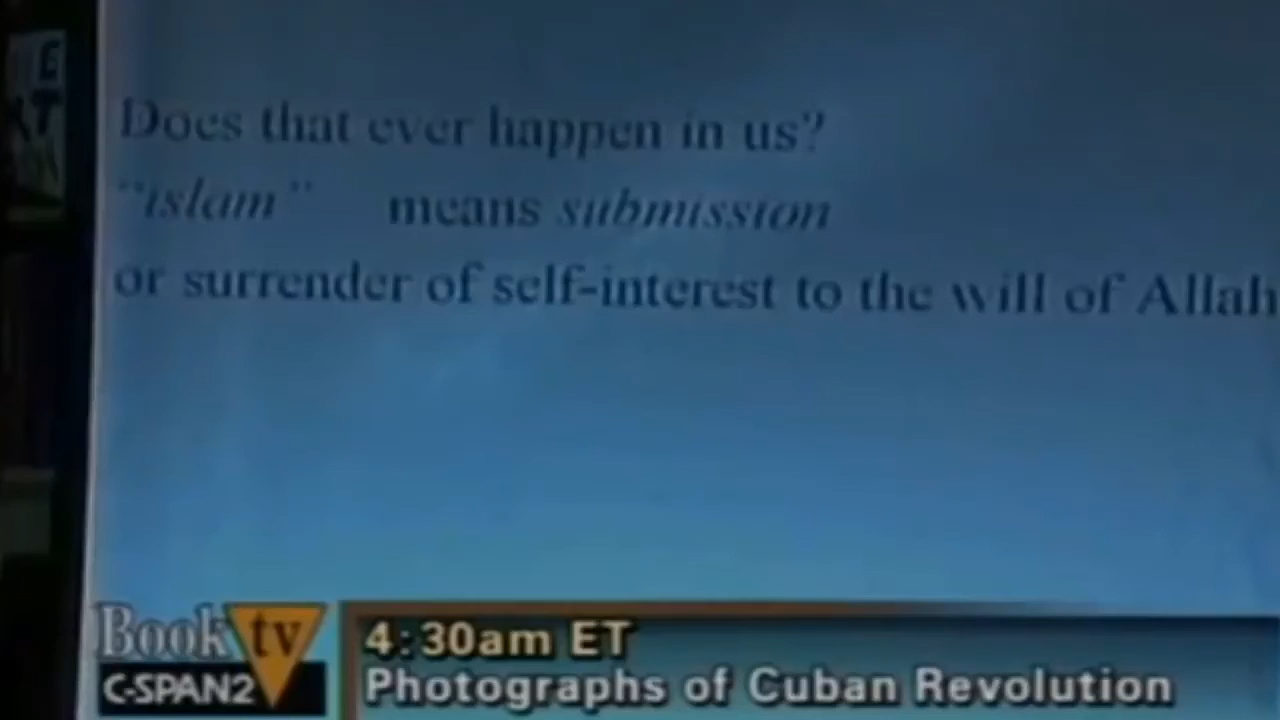 Does that ever happen in us?
"islam" means submission
or surrender of self-interest to the will of Allah
Book tv
C-SPAN2
4:30am ET
Photographs of Cuban Revolution